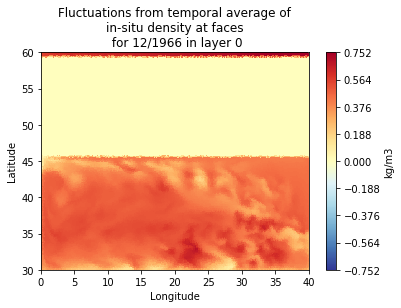 Fluctuations from temporal average of
in-situ density at faces
for 12/1966 in layer 0
60
55
50
45
40
35
30
Latitude
0 5 10 15 20 25 30 35 40
Longitude
0.752
0.564
0.376
0.188
0.000
−0.188
−0.376
−0.564
−0.752
kg/m3